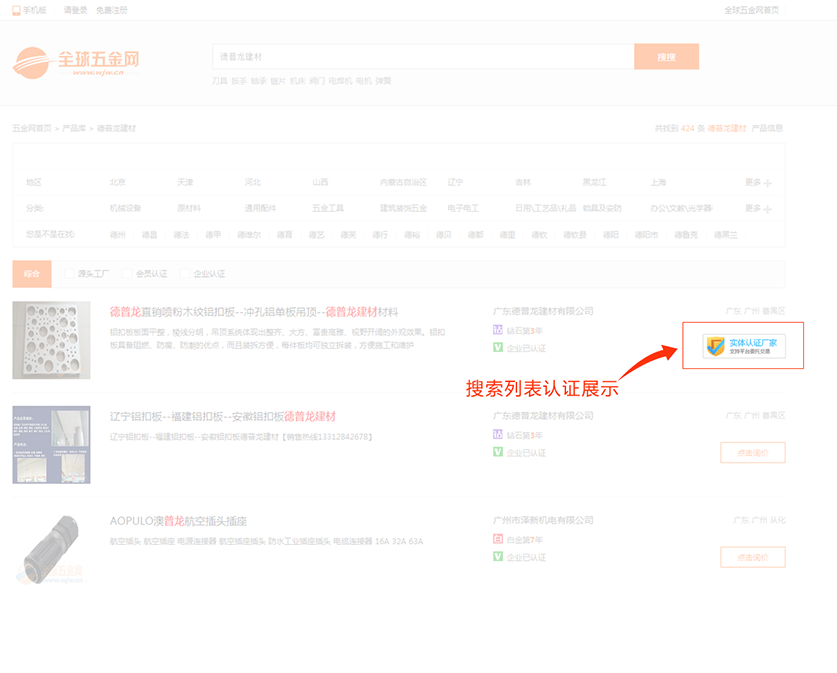 手机版 请登录 免费注册 全球五金网首页
全球五金网
www.wjw.cn
德普龙建材 搜搜
刀具 扳手 轴承 锯片 机床 阀门 电焊机 电机 弹簧
五金网首页 > 产品库 > 德普龙建材 共找到 424 条 德普龙建材 产品信息
地区 北京 天津 河北 山西 内蒙古自治区 辽宁 吉林 黑龙江 上海 更多
分类: 机械设备 原材料 通用配件 五金工具 建筑装饰五金 电子电工 日用\工艺品\礼品 锁具及安防 办公\文教\光学器 更多
您是不是在找: 德州 德昌 德法 德甲 德维尔 德育 德艺 德芙 德行 德裕 德贝 德都 德里 德钦 德钦县 德阳 德阳市 德鲁克 德黑兰
综合 源头工厂 会员认证 企业认证
德普龙直销喷粉木纹铝扣板--冲孔铝单板吊顶--德普龙建材材料
铝扣板板面平整，棱线分明，吊顶系统体现出整齐、大方、富贵高雅、视野开阔的外观效果。铝扣
板具备阻燃、防腐、防潮的优点，而且装拆方便，每件板均可独立拆装，方便施工和维护
广东德普龙建材有限公司 广东 广州 番禺区
钻石第3年
企业已认证
实体认证厂家
支持平台委托交易
搜索列表认证展示
辽宁铝扣板--福建铝扣板--安徽铝扣板德普龙建材
辽宁铝扣板--福建铝扣板--安徽铝扣板德普龙建材【销售热线13312842678】
广东德普龙建材有限公司 广东 广州 番禺区
钻石第3年
企业已认证
点击询价
AOPULO澳普龙航空插头插座
航空插头 航空插座 电源连接器 航空插座插头 防水工业插座插头 电缆连接器 16A 32A 63A
广州市泽新机电有限公司 广东 广州 从化
白金第7年
企业已认证
点击询价